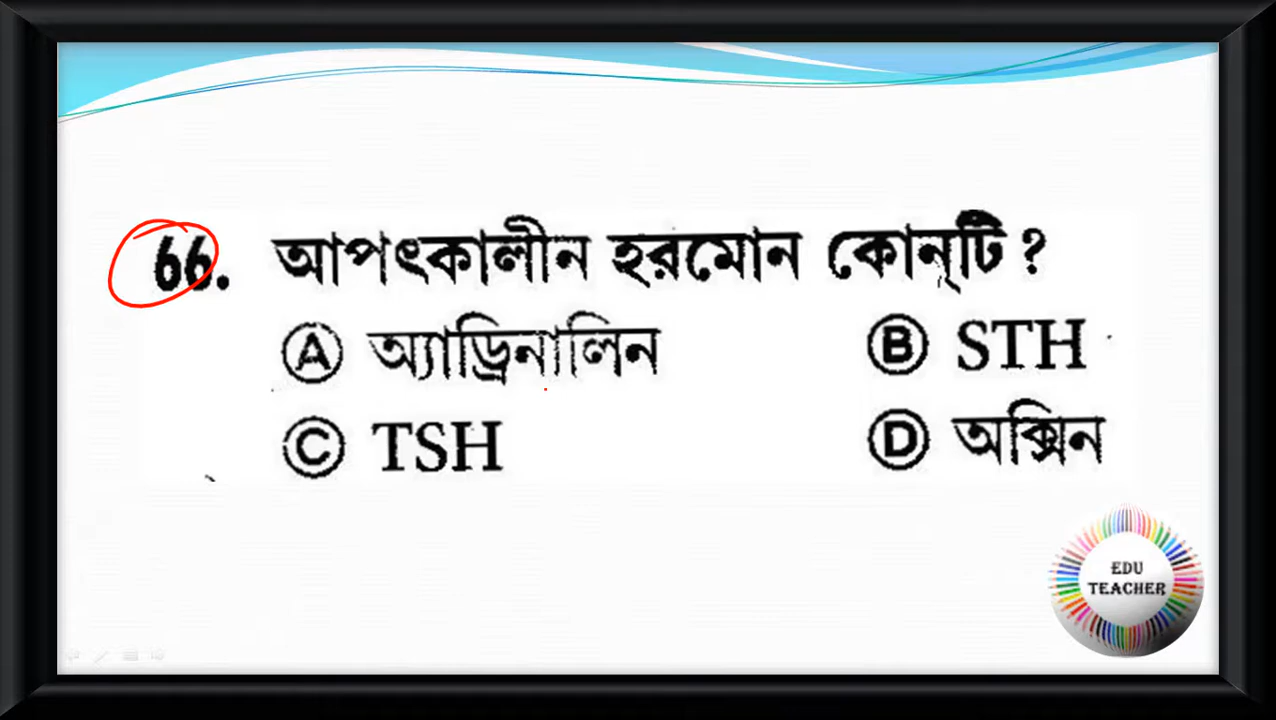 66. আপৎকালীন হরমোন কোন্‌টি ?
Ⓐ অ্যাড্রিনালিন Ⓑ STH
Ⓒ TSH Ⓓ অক্সিন
EDU
TEACHER